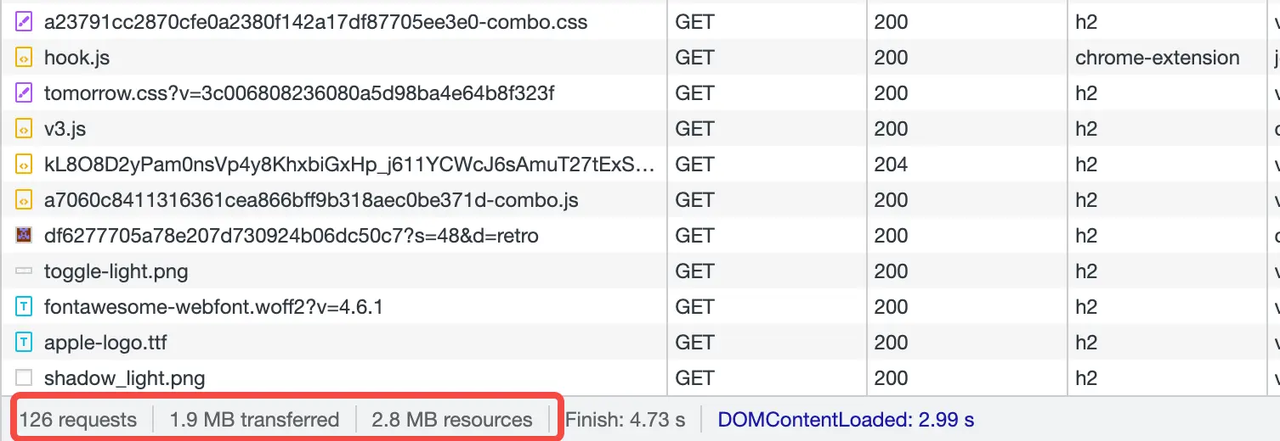 a23791cc2870cfe0a2380f142a17df87705ee3e0-combo.css GET 200 h2
hook.js GET 200 chrome-extension
tomorrow.css?v=3c006808236080a5d98ba4e64b8f323f GET 200 h2
v3.js GET 200 h2
kL8O8D2yPam0nsVp4y8KhxbiGxHp_j611YCWcJ6sAmuT27tExS... GET 204 h2
a7060c8411316361cea866bff9b318aec0be371d-combo.js GET 200 h2
df6277705a78e207d730924b06dc50c7?s=48&d=retro GET 200 h2
toggle-light.png GET 200 h2
fontawesome-webfont.woff2?v=4.6.1 GET 200 h2
apple-logo.ttf GET 200 h2
shadow_light.png GET 200 h2
126 requests 1.9 MB transferred 2.8 MB resources Finish: 4.73 s DOMContentLoaded: 2.99 s